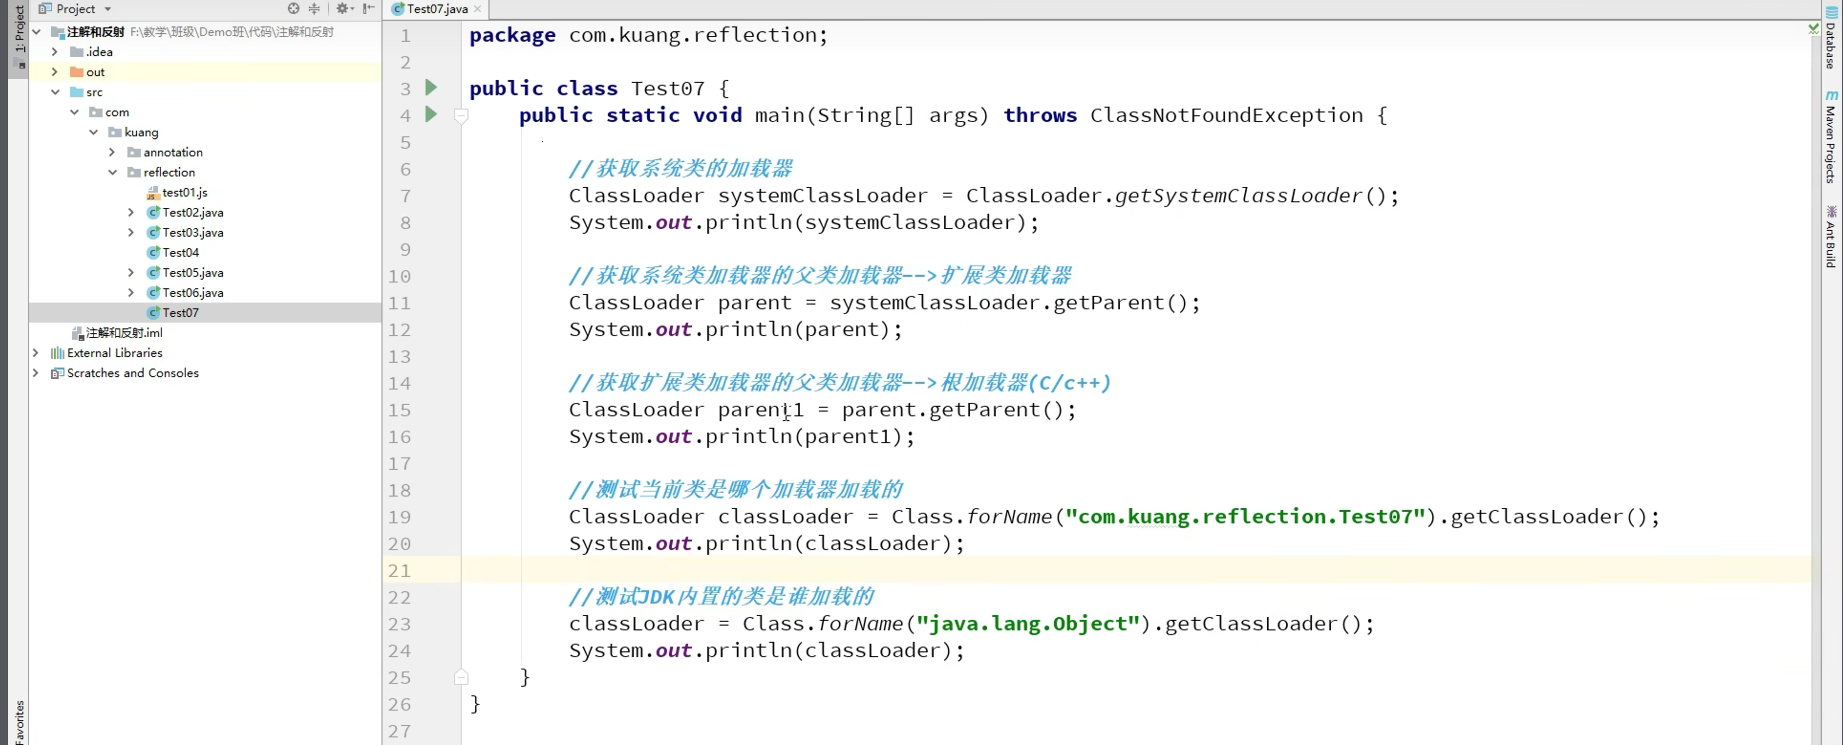 Project
Test07.java
1: Project
注解和反射 F:\教学\班级\Demo班\代码\注解和反射
.idea
out
src
com
kuang
annotation
reflection
test01.js
Test02.java
Test03.java
Test04
Test05.java
Test06.java
Test07
注解和反射.iml
External Libraries
Scratches and Consoles
Favorites
1 package com.kuang.reflection;
2
3 public class Test07 {
4 public static void main(String[] args) throws ClassNotFoundException {
5
6 //获取系统类的加载器
7 ClassLoader systemClassLoader = ClassLoader.getSystemClassLoader();
8 System.out.println(systemClassLoader);
9
10 //获取系统类加载器的父类加载器-->扩展类加载器
11 ClassLoader parent = systemClassLoader.getParent();
12 System.out.println(parent);
13
14 //获取扩展类加载器的父类加载器-->根加载器(C/c++)
15 ClassLoader parent1 = parent.getParent();
16 System.out.println(parent1);
17
18 //测试当前类是哪个加载器加载的
19 ClassLoader classLoader = Class.forName("com.kuang.reflection.Test07").getClassLoader();
20 System.out.println(classLoader);
21
22 //测试JDK内置的类是谁加载的
23 classLoader = Class.forName("java.lang.Object").getClassLoader();
24 System.out.println(classLoader);
25 }
26 }
27
Database
Maven Projects
Ant Build